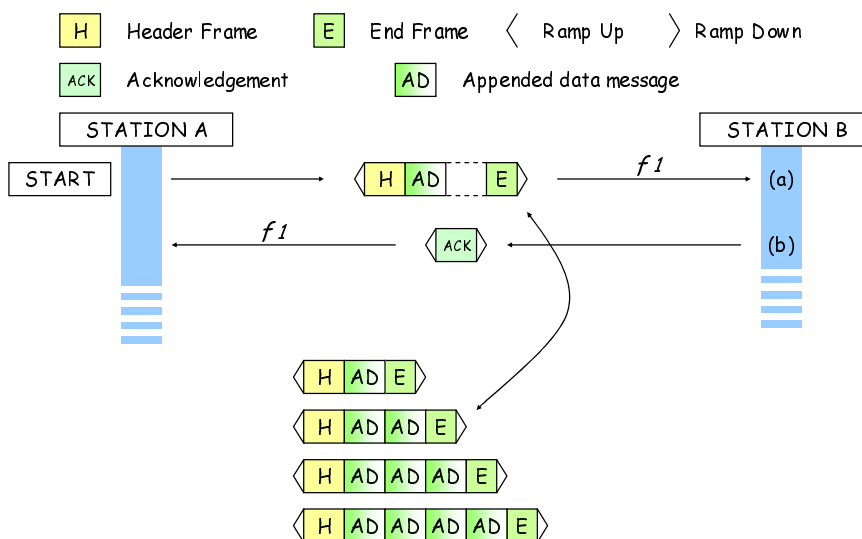 H Header Frame E End Frame Ramp Up Ramp Down
ACK Acknowledgement AD Appended data message
STATION A STATION B
START H AD E f1 (a)
f1 ACK (b)
H AD E
H AD AD E
H AD AD AD E
H AD AD AD AD E